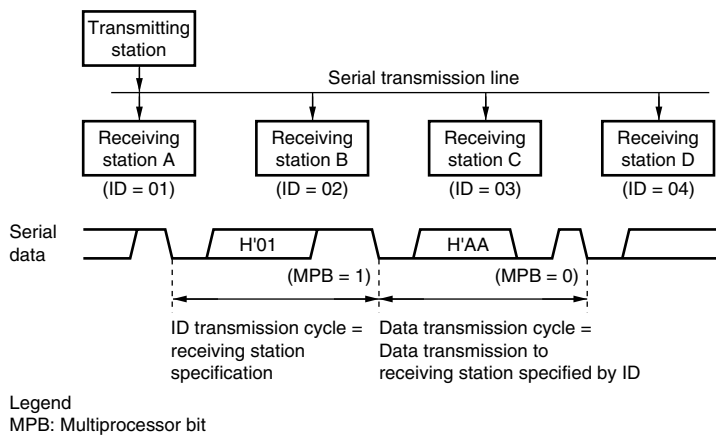 Transmitting
station
Serial transmission line
Receiving
station A
Receiving
station B
Receiving
station C
Receiving
station D
(ID = 01)
(ID = 02)
(ID = 03)
(ID = 04)
Serial
data
H'01
H'AA
(MPB = 1)
(MPB = 0)
ID transmission cycle =
receiving station
specification
Data transmission cycle =
Data transmission to
receiving station specified by ID
Legend
MPB: Multiprocessor bit